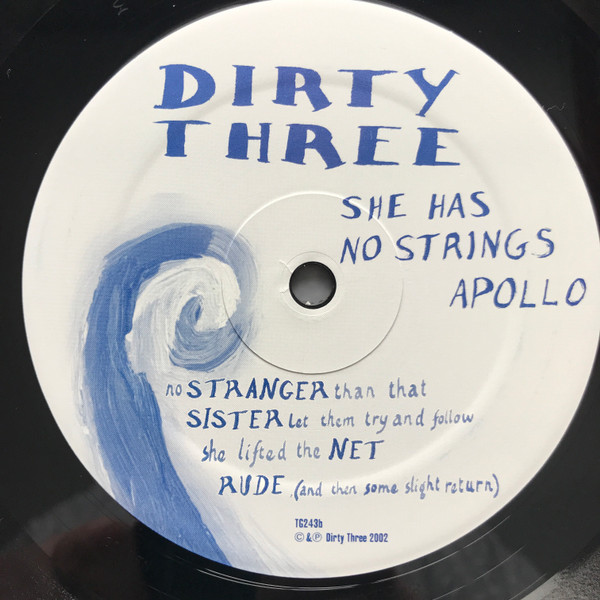 DIRTY
THREE
SHE HAS
NO STRINGS
APOLLO
no STRANGER than that
SISTER let them try and follow
she lifted the NET
RUDE (and then some slight return)
TG243b
© & ℗ Dirty Three 2002